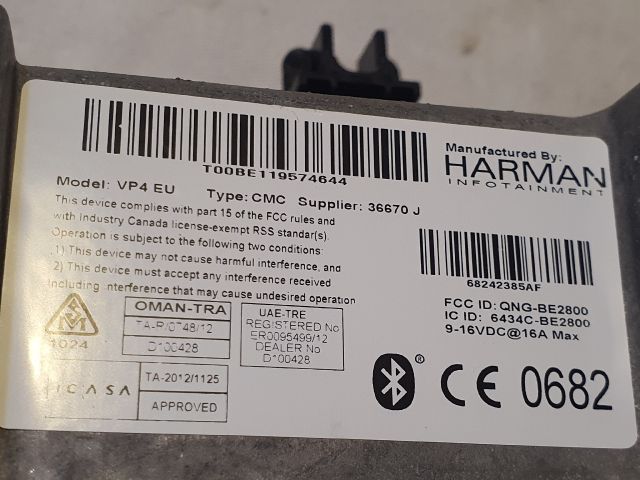 T00BE119574644
Manufactured By:
HARMAN
INFOTAINMENT
Model: VP4 EU Type: CMC Supplier: 36670 J
This device complies with part 15 of the FCC rules and
with Industry Canada license-exempt RSS standar(s).
Operation is subject to the following two conditions:
1) This device may not cause harmful interference, and
2) This device must accept any interference received
Including interference that may cause undesired operation
68242385AF
FCC ID: QNG-BE2800
IC ID: 6434C-BE2800
9-16VDC@16A Max
1024
OMAN-TRA
TA-R/0748/12
D100428
UAE-TRE
REGISTERED No
ER0095499/12
DEALER No
D100428
ICASA
TA-2012/1125
APPROVED
® CE 0682